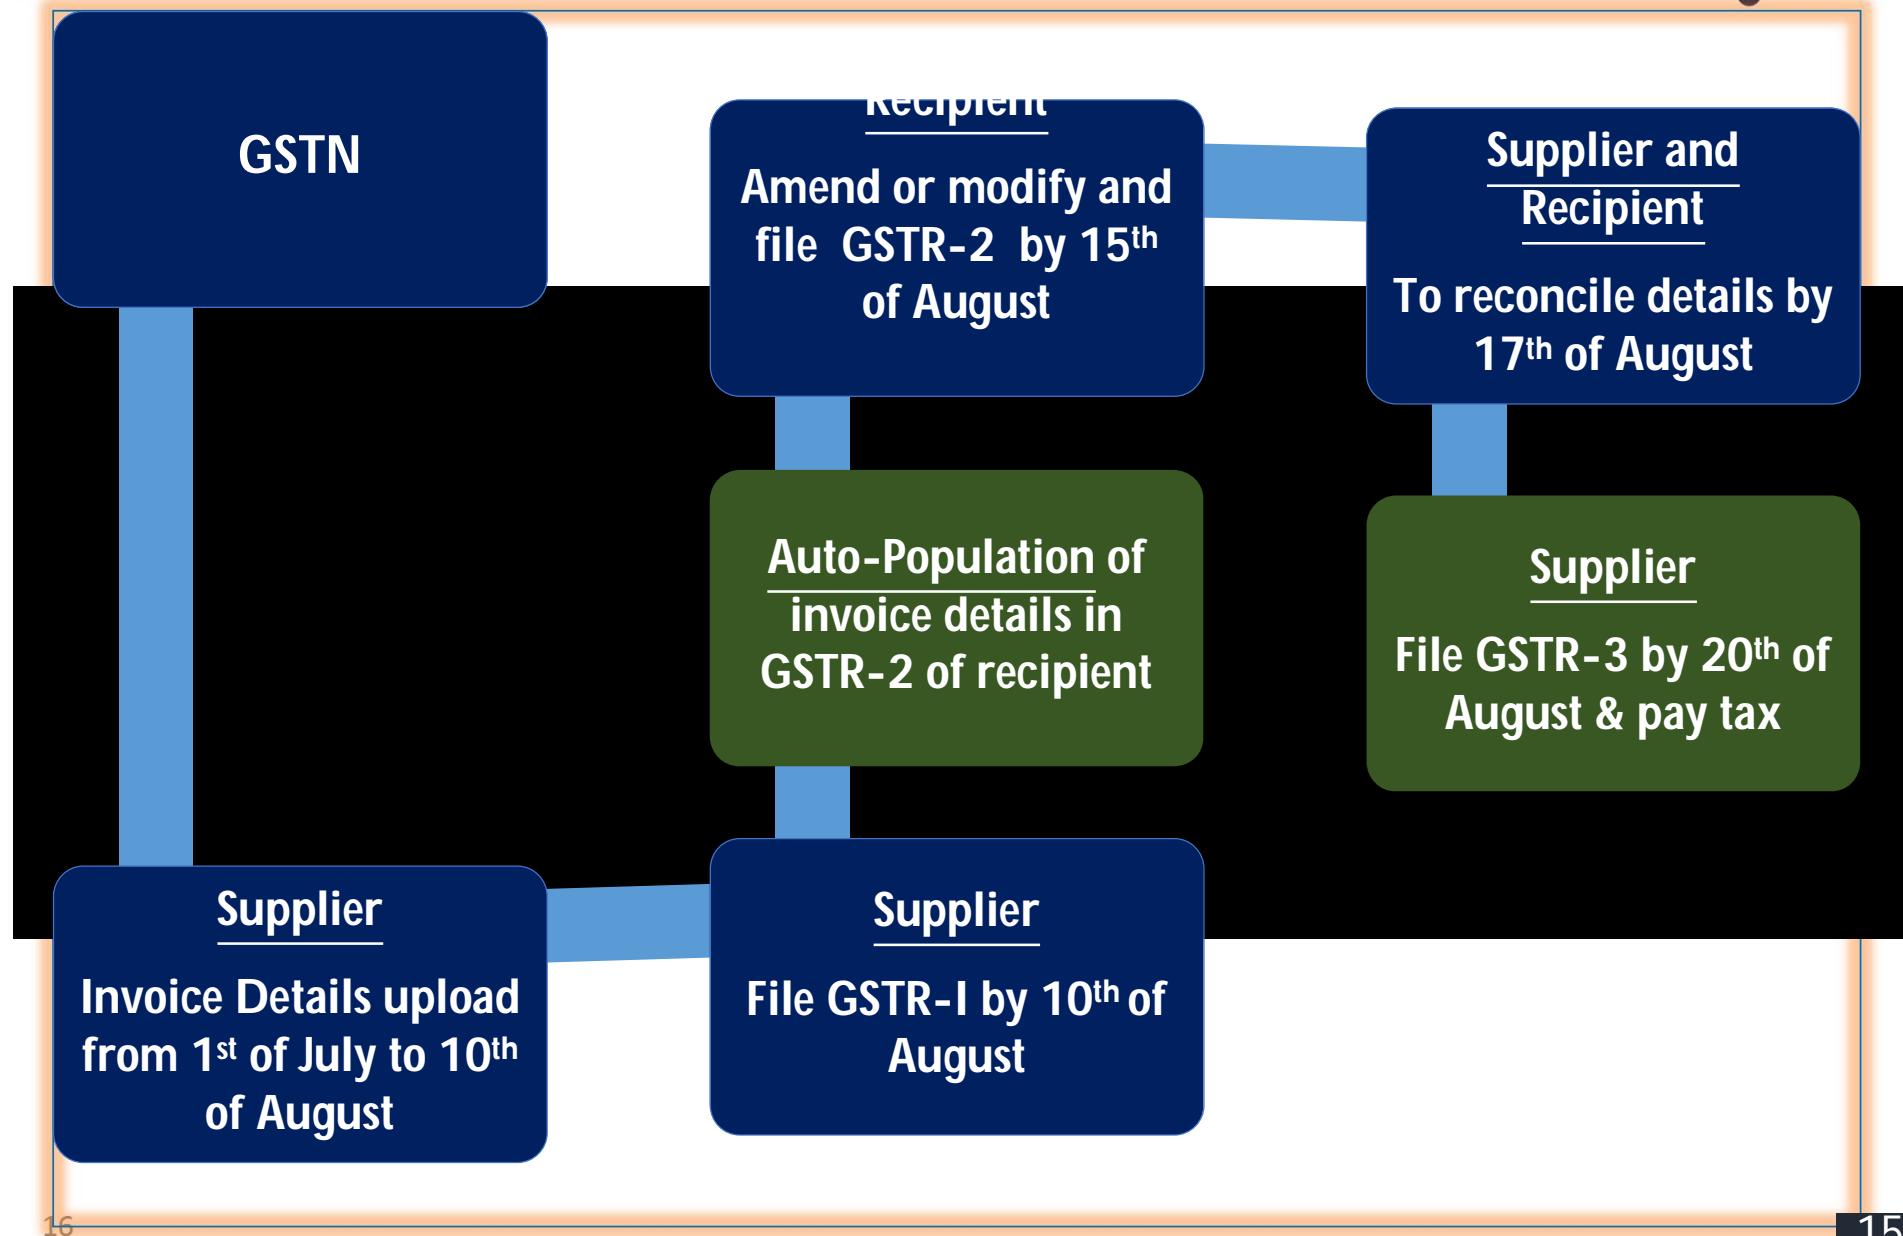 GSTN
Supplier
Invoice Details upload
from 1st of July to 10th
of August
Supplier
File GSTR-I by 10th of
August
Auto-Population of
invoice details in
GSTR-2 of recipient
Recipient
Amend or modify and
file GSTR-2 by 15th
of August
Supplier and
Recipient
To reconcile details by
17th of August
Supplier
File GSTR-3 by 20th of
August & pay tax
16
15